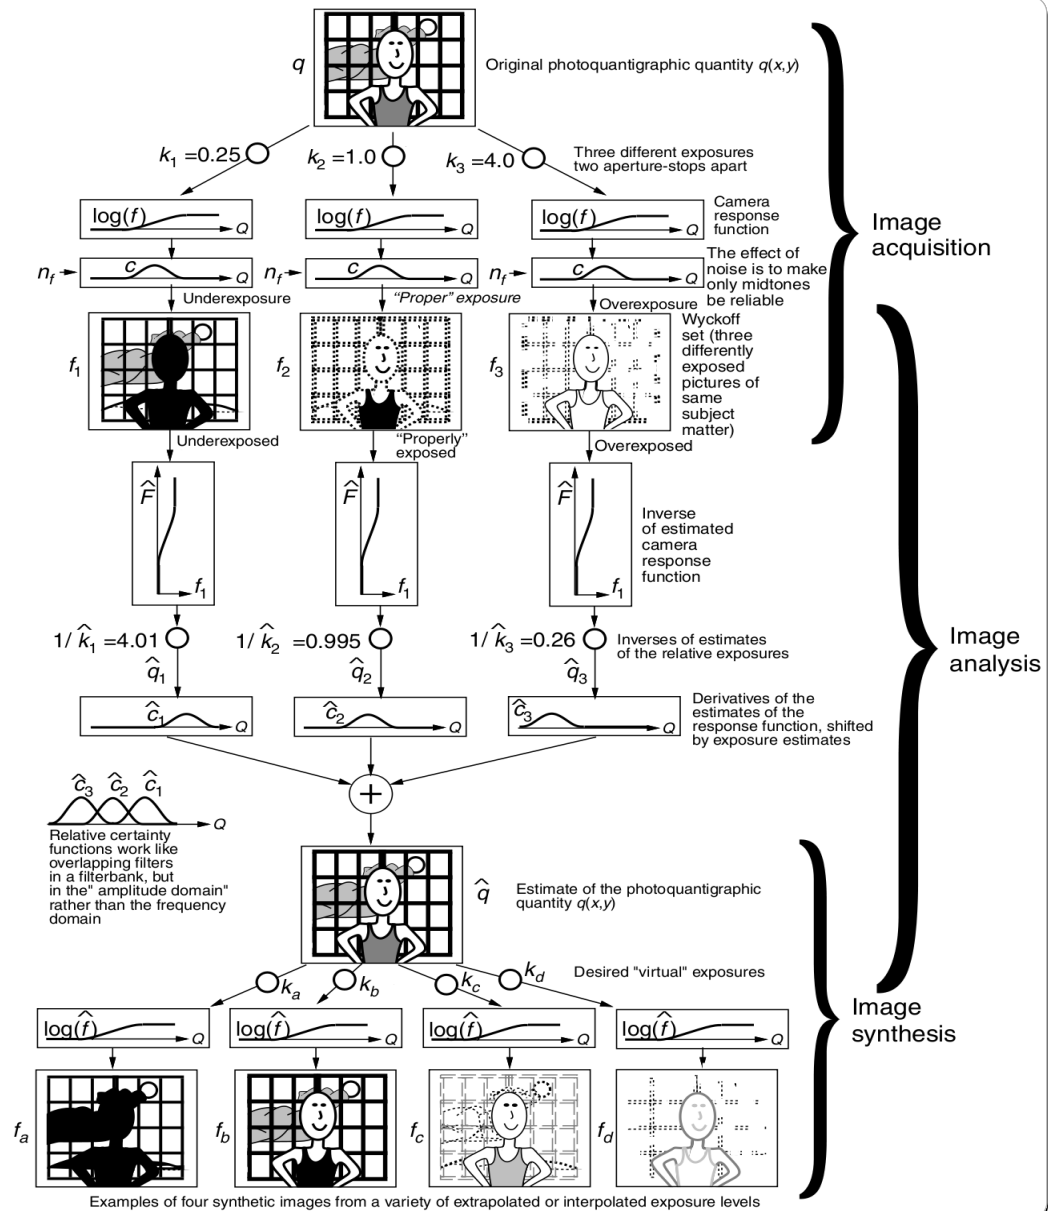 q
Original photoquantigraphic quantity q(x,y)
k1 =0.25
k2 =1.0
k3 =4.0
Three different exposures
two aperture-stops apart
log(f)
Q
log(f)
Q
log(f)
Q
Camera
response
function
nf
c
Q
nf
c
Q
nf
c
Q
The effect of
noise is to make
only midtones
be reliable
Underexposure
“Proper” exposure
Overexposure
f1
f2
f3
Wyckoff
set (three
differently
exposed
pictures of
same
subject
matter)
Underexposed
“Properly”
exposed
Overexposed
Image
acquisition
F̂
f1
F̂
f1
F̂
f1
Inverse
of estimated
camera
response
function
1/ k̂1 =4.01
1/ k̂2 =0.995
1/ k̂3 =0.26
Inverses of estimates
of the relative exposures
q̂1
q̂2
q̂3
Image
analysis
ĉ1
Q
ĉ2
Q
ĉ3
Q
Derivatives of the
estimates of the
response function, shifted
by exposure estimates
+
ĉ3 ĉ2 ĉ1
Q
Relative certainty
functions work like
overlapping filters
in a filterbank, but
in the" amplitude domain"
rather than the frequency
domain
q̂
Estimate of the photoquantigraphic
quantity q(x,y)
ka
kb
kc
kd
Desired "virtual" exposures
log(f̂)
Q
log(f̂)
Q
log(f̂)
Q
log(f̂)
Q
Image
synthesis
fa
fb
fc
fd
Examples of four synthetic images from a variety of extrapolated or interpolated exposure levels